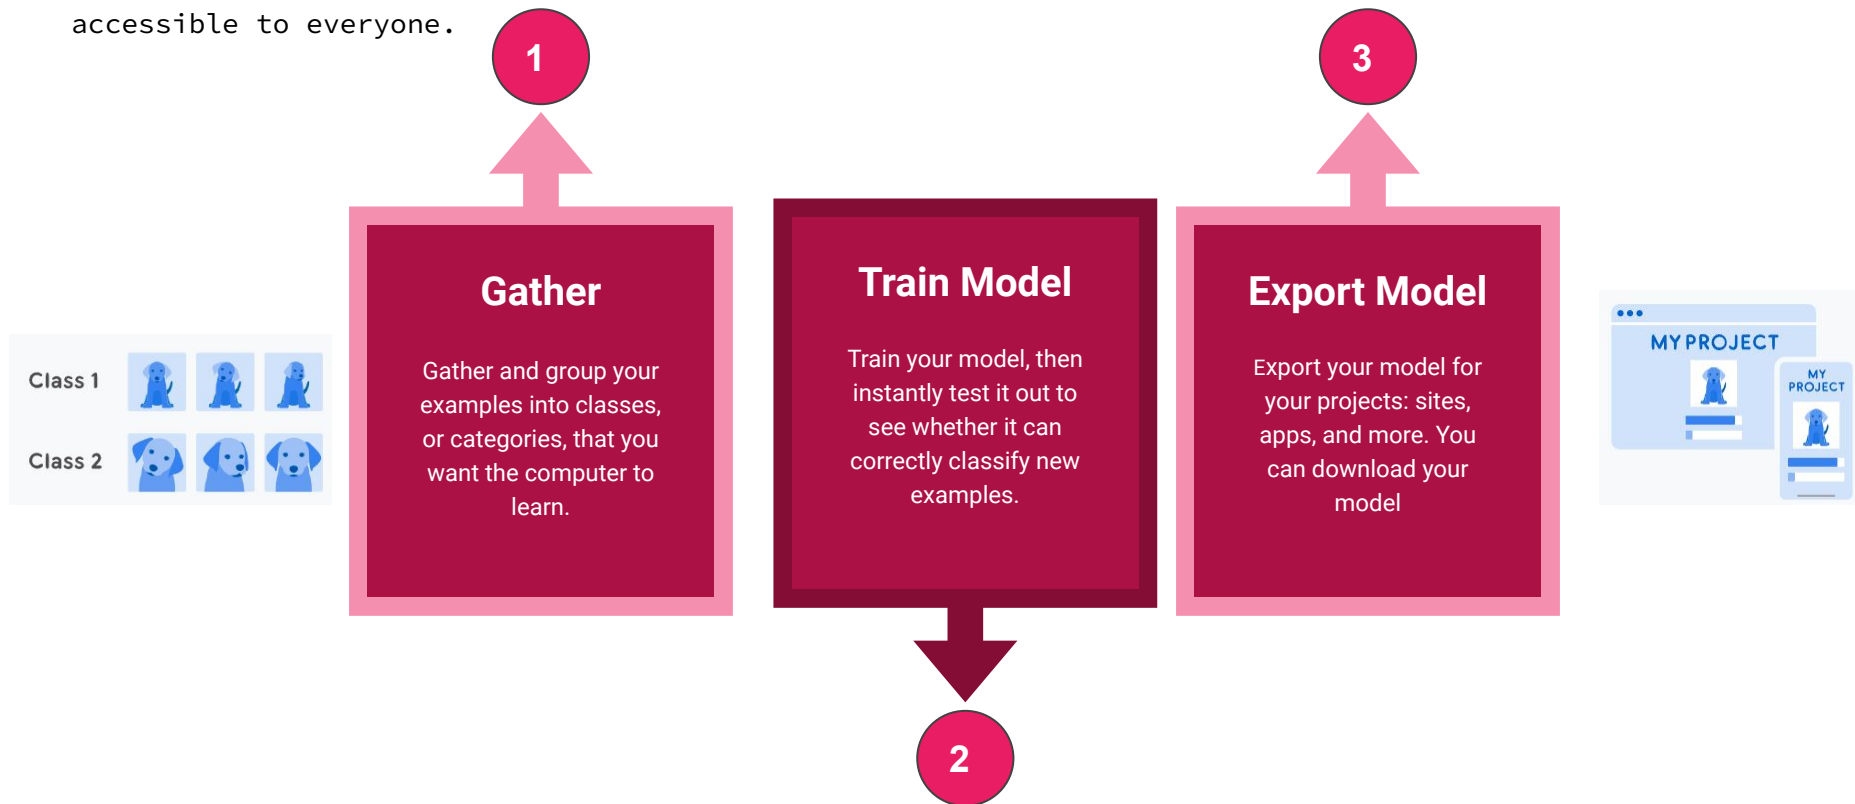 accessible to everyone.
1
3
Gather
Gather and group your
examples into classes,
or categories, that you
want the computer to
learn.
Train Model
Train your model, then
instantly test it out to
see whether it can
correctly classify new
examples.
Export Model
Export your model for
your projects: sites,
apps, and more. You
can download your
model
Class 1
Class 2
MY PROJECT
MY
PROJECT
2